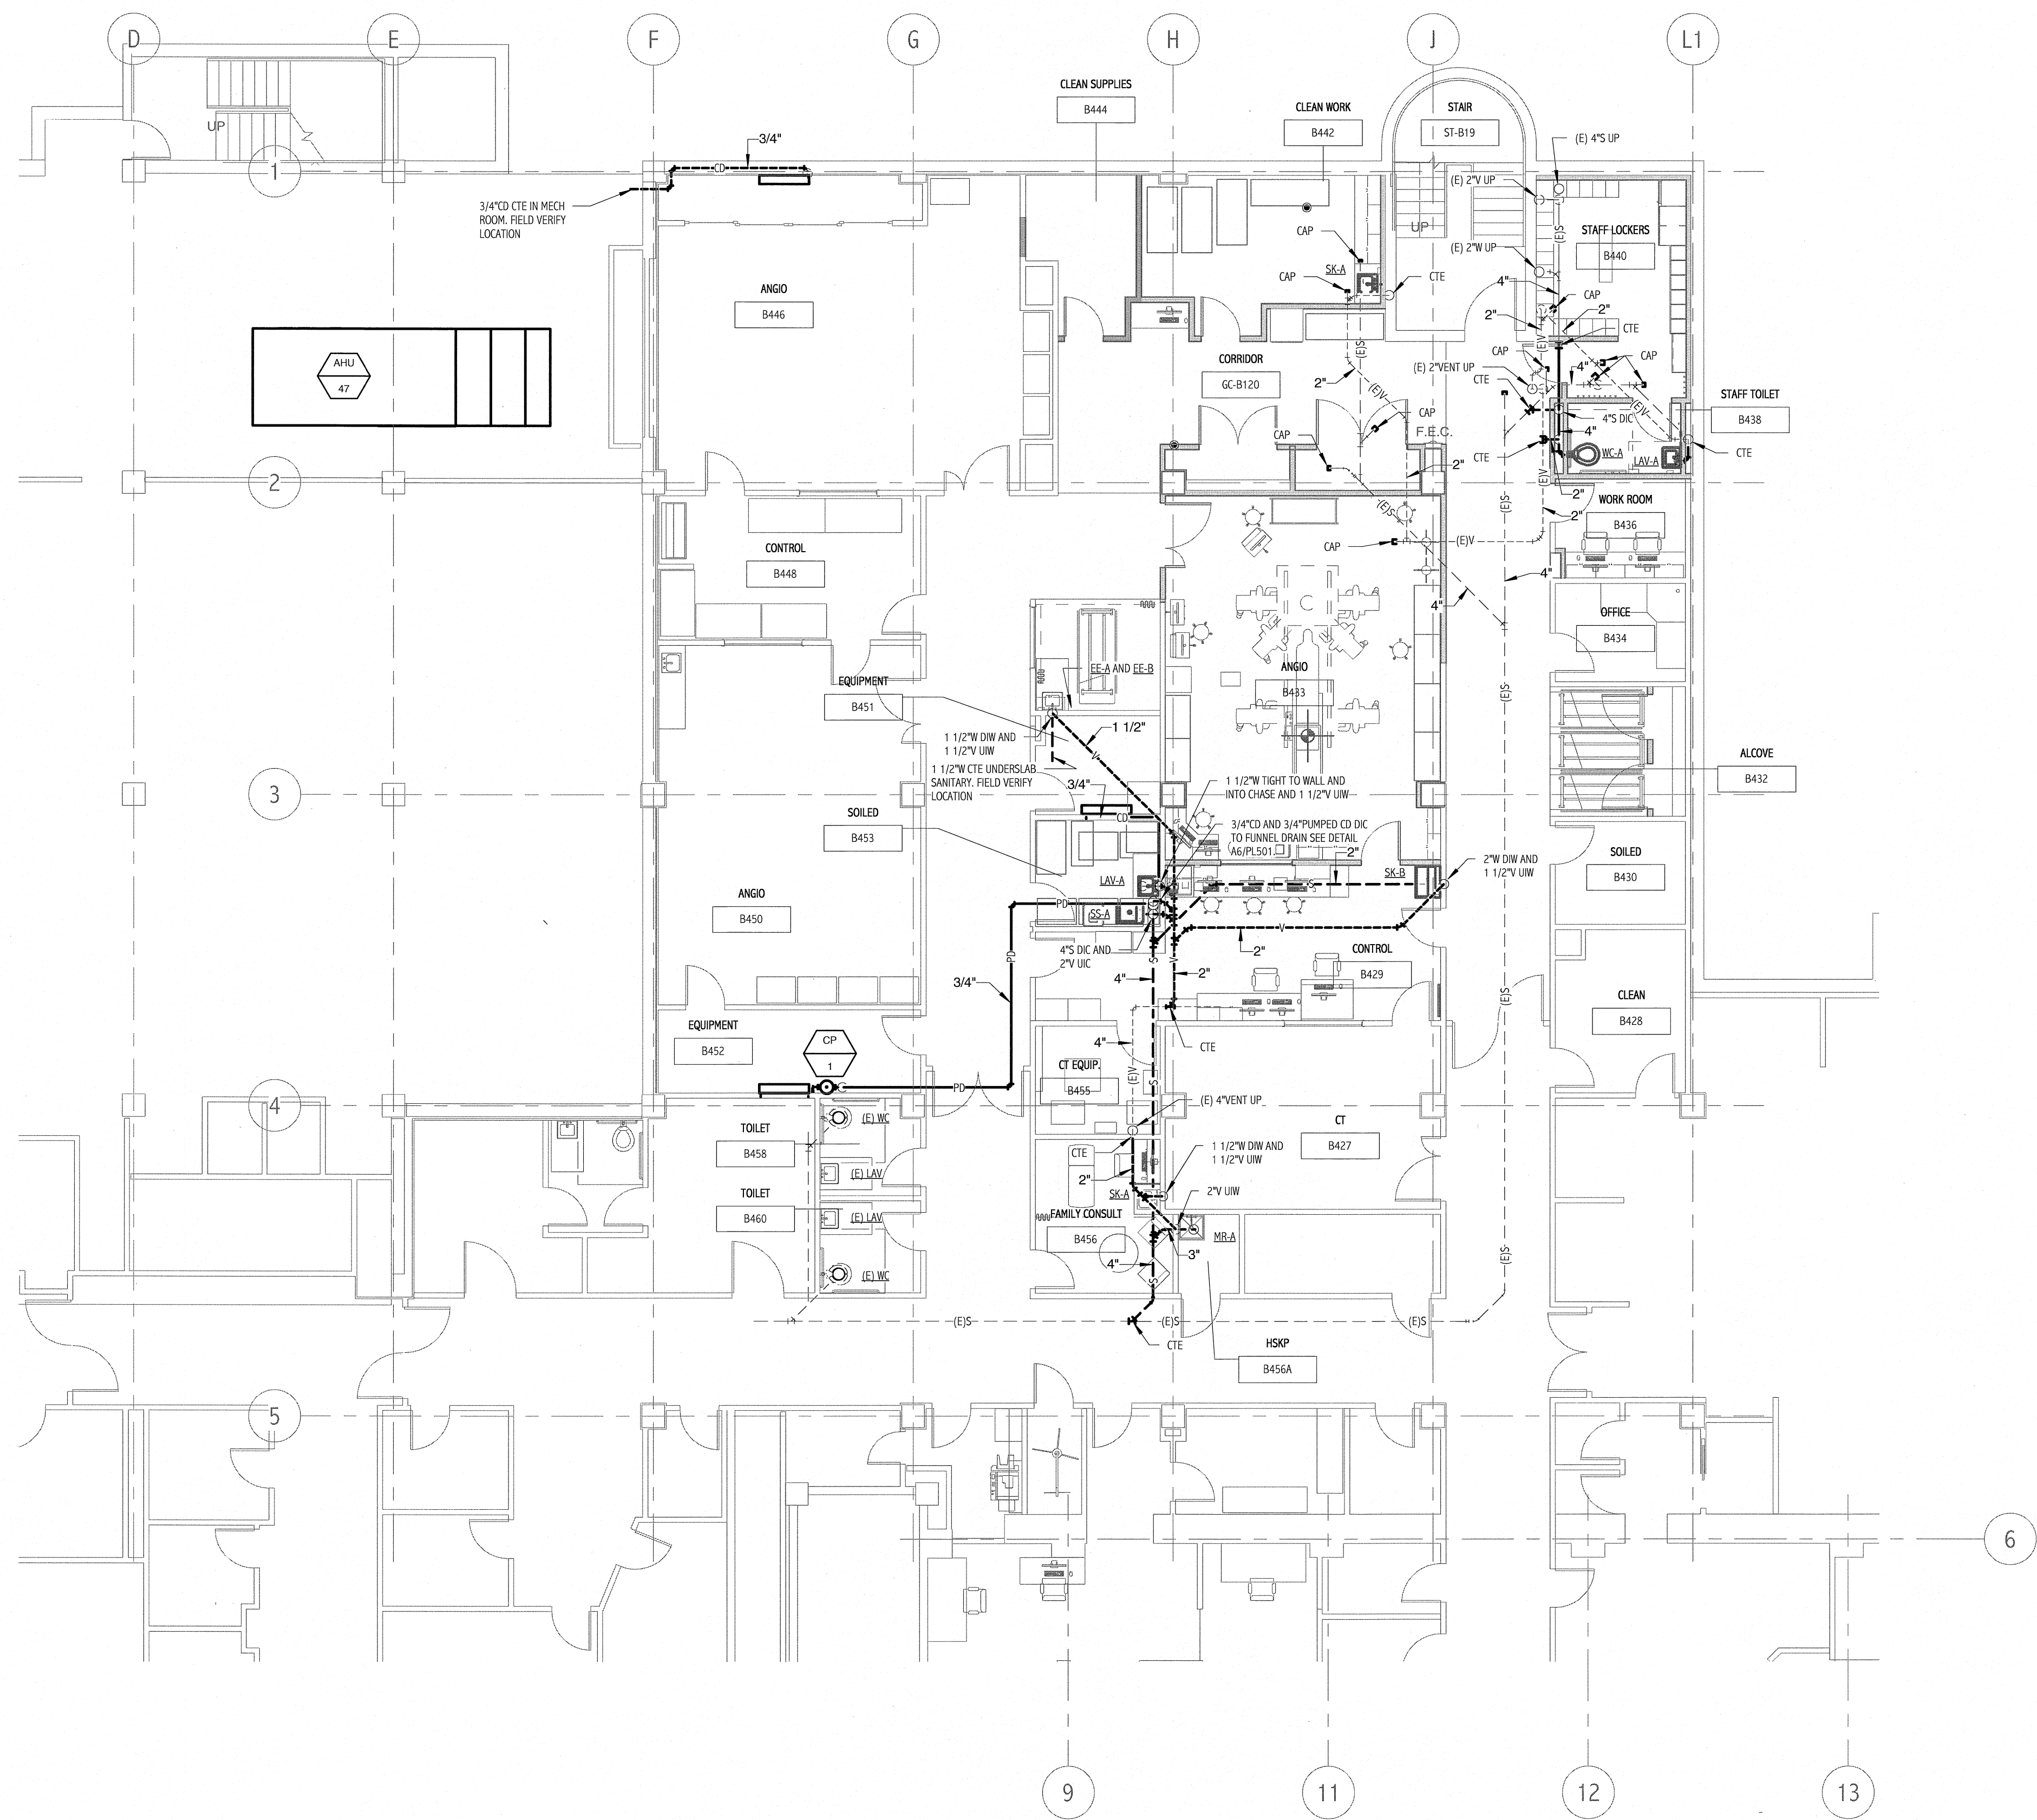 D
E
F
G
H
J
L1
CLEAN SUPPLIES
B444
CLEAN WORK
B442
STAIR
ST-B19
(E) 4"S UP
UP
1
3/4"
CD
3/4"CD CTE IN MECH
ROOM. FIELD VERIFY
LOCATION
(E) 2"V UP
UP
(E)S
STAFF LOCKERS
B440
CAP
SK-A
CAP
CTE
(E) 2"W UP
4"
CAP
2"
2"
CTE
ANGIO
B446
AHU
47
CORRIDOR
GC-B120
(E)S
2"
(E)V
(E)V
CAP
CAP
4"
(E) 2"VENT UP
CTE
(E)V
STAFF TOILET
B438
CAP
CAP
F.E.C.
4"S DIC
4"
CTE
WC-A
LAV-A
CTE
2
2"
(E)V
2"
2"
(E)S
(E)S
WORK ROOM
B436
CONTROL
B448
CAP
(E)V
4"
4"
OFFICE
B434
EE-A AND EE-B
ANGIO
B433
(E)S
EQUIPMENT
B451
1 1/2"W DIW AND
1 1/2"V UIW
1 1/2"
V
1 1/2"W CTE UNDERSLAB
SANITARY. FIELD VERIFY
LOCATION
3/4"
1 1/2"W TIGHT TO WALL AND
INTO CHASE AND 1 1/2"V UIW
ALCOVE
B432
3
SOILED
B453
CD
3/4"CD AND 3/4"PUMPED CD DIC
TO FUNNEL DRAIN SEE DETAIL
A6/PL501.
2"
SK-B
2"W DIW AND
1 1/2"V UIW
SOILED
B430
LAV-A
S
ANGIO
B450
PD
SS-A
V
2"
4"S DIC AND
2"V UIC
S
V
CONTROL
B429
PD
3/4"
4"
2"
CLEAN
B428
(E)S
EQUIPMENT
B452
CP
1
CTE
4"
CT EQUIP.
B455
(E)V
S
PD
4
(E) WC
(E) 4"VENT UP
TOILET
B458
CT
B427
CTE
1 1/2"W DIW AND
1 1/2"V UIW
(E) LAV
2"
SK-A
2"V UIW
TOILET
B460
(E) LAV
FAMILY CONSULT
B456
MR-A
3"
4"
S
(E)S
(E) WC
(E)S
(E)S
(E)S
CTE
HSKP
B456A
5
6
9
11
12
13